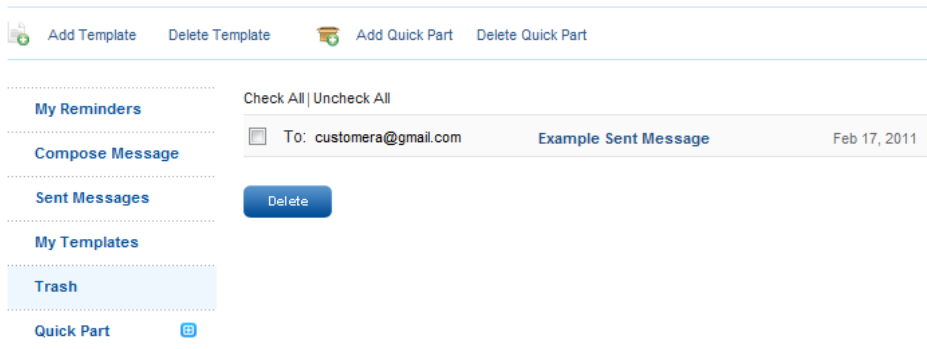 Add Template Delete Template Add Quick Part Delete Quick Part
My Reminders
Compose Message
Sent Messages
My Templates
Trash
Quick Part
Check All | Uncheck All
To: customera@gmail.com Example Sent Message Feb 17, 2011
Delete